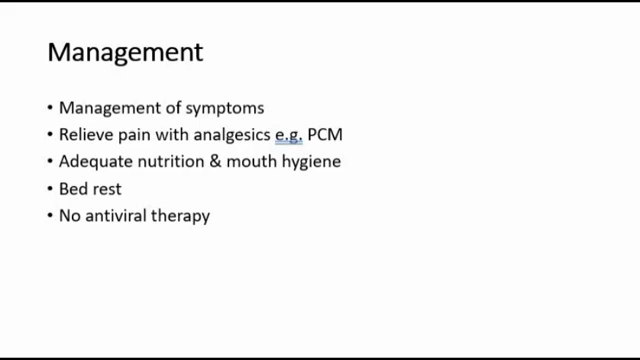 Management
• Management of symptoms
• Relieve pain with analgesics e.g. PCM
• Adequate nutrition & mouth hygiene
• Bed rest
• No antiviral therapy